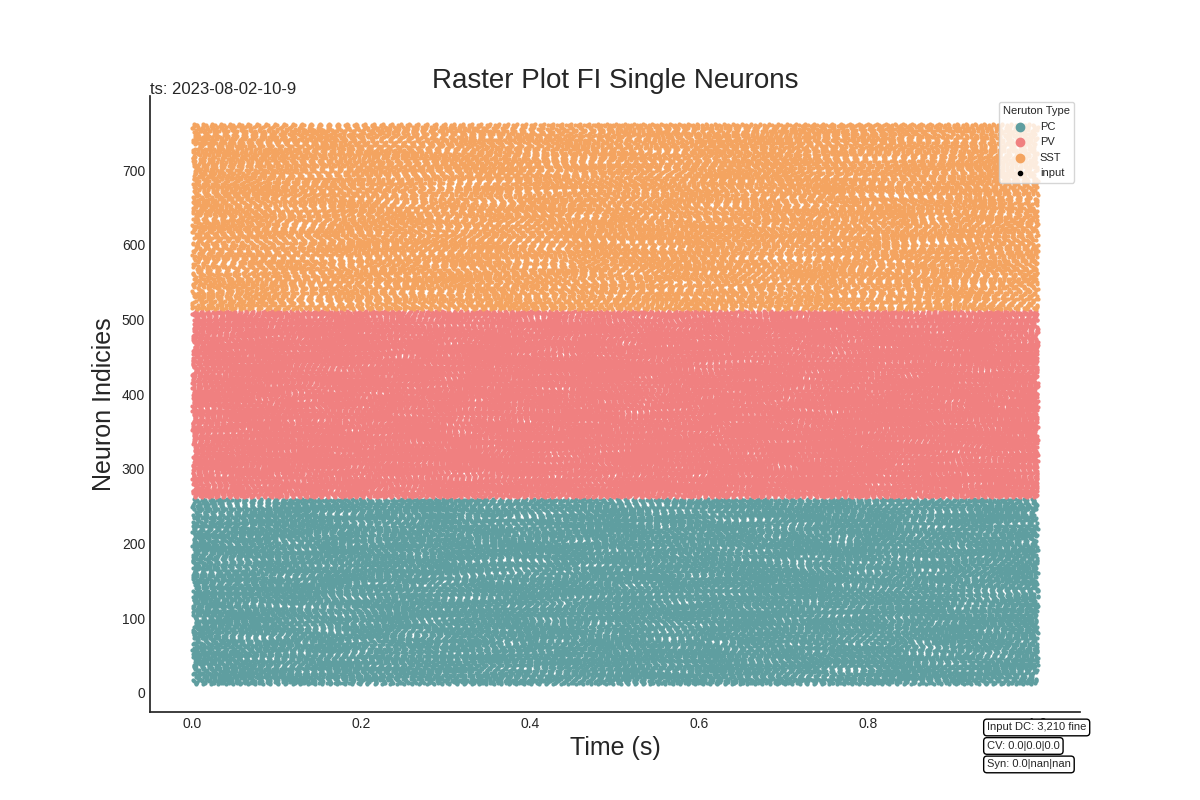 Raster Plot FI Single Neurons
ts: 2023-08-02-10-9
Neruton Type
PC
PV
SST
input
Neuron Indicies
700
600
500
400
300
200
100
0
0.0 0.2 0.4 0.6 0.8
Time (s)
Input DC: 3,210 fine
CV: 0.0|0.0|0.0
Syn: 0.0|nan|nan